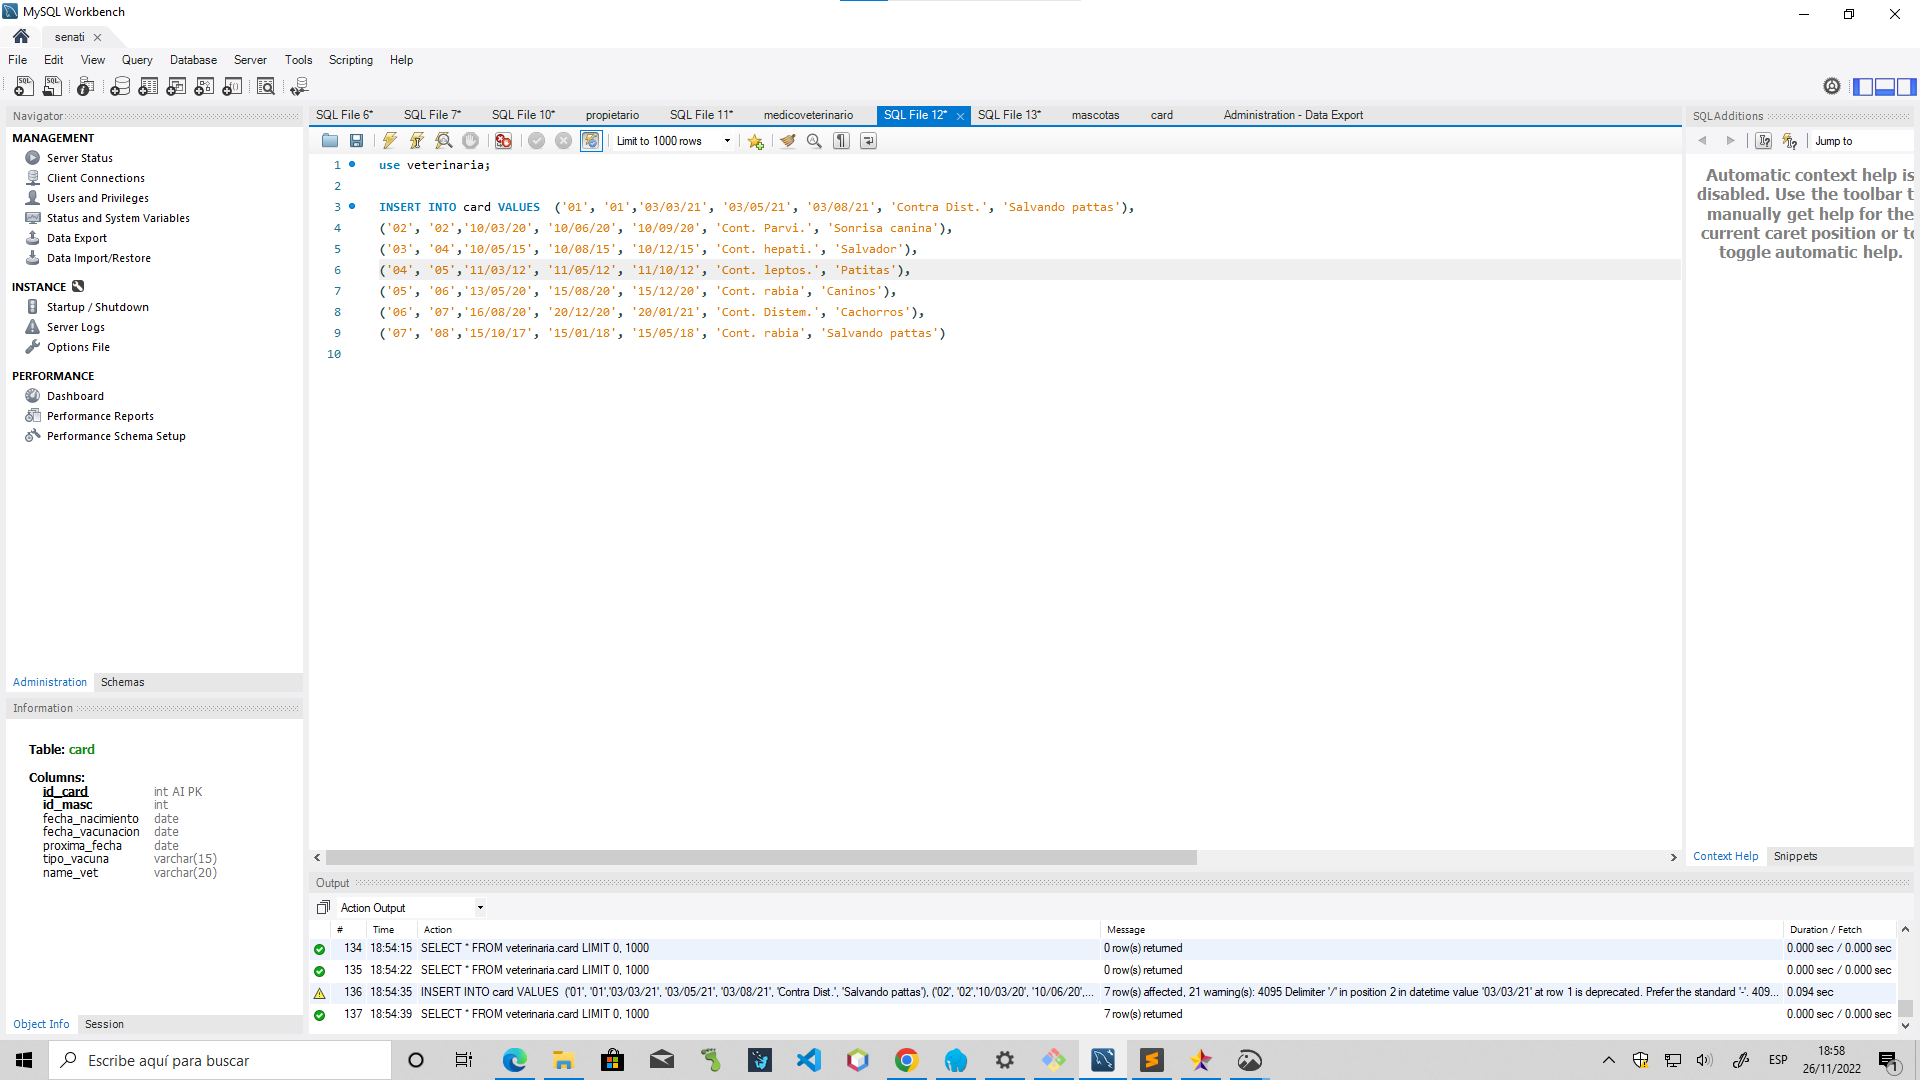 MySQL Workbench
senati
File Edit View Query Database Server Tools Scripting Help
Navigator
MANAGEMENT
Server Status
Client Connections
Users and Privileges
Status and System Variables
Data Export
Data Import/Restore
INSTANCE
Startup / Shutdown
Server Logs
Options File
PERFORMANCE
Dashboard
Performance Reports
Performance Schema Setup
Administration Schemas
Information
Table: card
Columns:
id_card int AI PK
id_masc int
fecha_nacimiento date
fecha_vacunacion date
proxima_fecha date
tipo_vacuna varchar(15)
name_vet varchar(20)
Object Info Session
SQL File 6* SQL File 7* SQL File 10* propietario SQL File 11* medicoveterinario SQL File 12* SQL File 13* mascotas card Administration - Data Export
Limit to 1000 rows
1 use veterinaria;
2
3 INSERT INTO card VALUES  ('01', '01','03/03/21', '03/05/21', '03/08/21', 'Contra Dist.', 'Salvando pattas'),
4 ('02', '02','10/03/20', '10/06/20', '10/09/20', 'Cont. Parvi.', 'Sonrisa canina'),
5 ('03', '04','10/05/15', '10/08/15', '10/12/15', 'Cont. hepati.', 'Salvador'),
6 ('04', '05','11/03/12', '11/05/12', '11/10/12', 'Cont. leptos.', 'Patitas'),
7 ('05', '06','13/05/20', '15/08/20', '15/12/20', 'Cont. rabia', 'Caninos'),
8 ('06', '07','16/08/20', '20/12/20', '20/01/21', 'Cont. Distem.', 'Cachorros'),
9 ('07', '08','15/10/17', '15/01/18', '15/05/18', 'Cont. rabia', 'Salvando pattas')
10
SQLAdditions
Jump to
Automatic context help is
disabled. Use the toolbar t
manually get help for the
current caret position or to
toggle automatic help.
Context Help Snippets
Output
Action Output
# Time Action Message Duration / Fetch
134 18:54:15 SELECT * FROM veterinaria.card LIMIT 0, 1000 0 row(s) returned 0.000 sec / 0.000 sec
135 18:54:22 SELECT * FROM veterinaria.card LIMIT 0, 1000 0 row(s) returned 0.000 sec / 0.000 sec
136 18:54:35 INSERT INTO card VALUES  ('01', '01','03/03/21', '03/05/21', '03/08/21', 'Contra Dist.', 'Salvando pattas'), ('02', '02','10/03/20', '10/06/20',... 7 row(s) affected, 21 warning(s): 4095 Delimiter '/' in position 2 in datetime value '03/03/21' at row 1 is deprecated. Prefer the standard '-'. 409... 0.094 sec
137 18:54:39 SELECT * FROM veterinaria.card LIMIT 0, 1000 7 row(s) returned 0.000 sec / 0.000 sec
Escribe aquí para buscar
ESP
18:58
26/11/2022
1